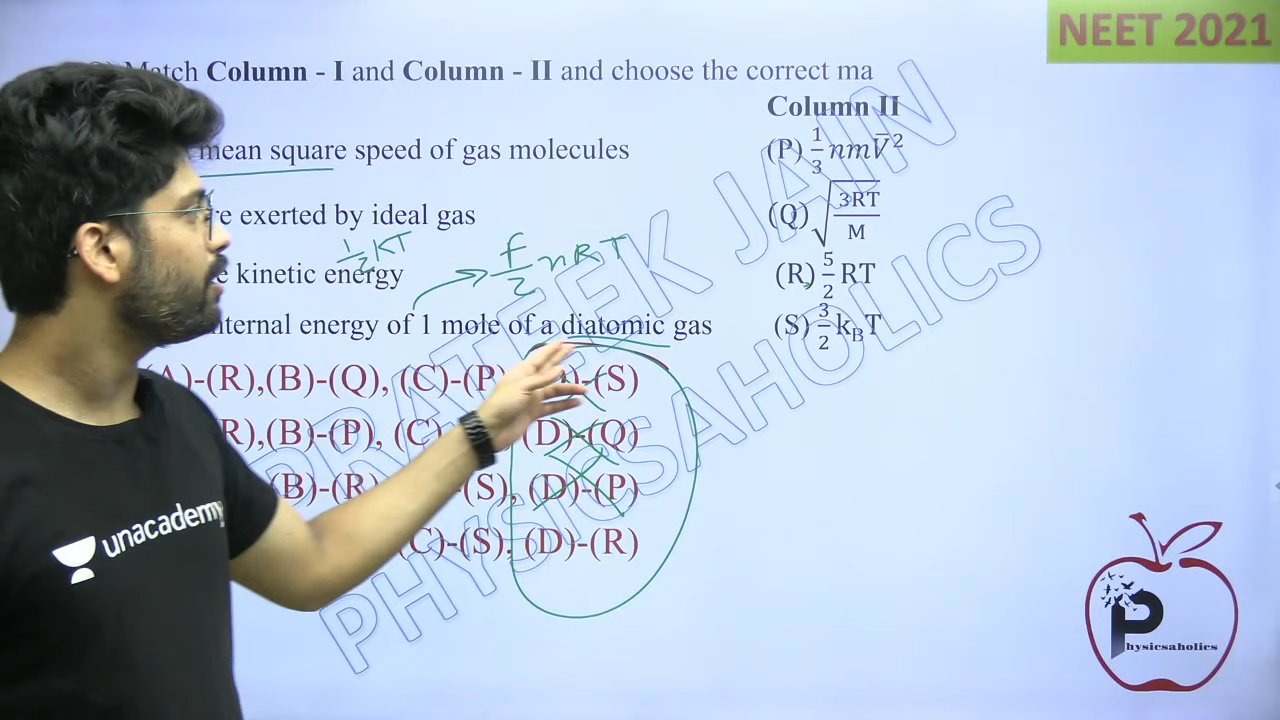 NEET 2021
Match Column - I and Column - II and choose the correct ma
Column II
mean square speed of gas molecules
(P) 1/3 nmV̅²
re exerted by ideal gas
(Q) √(3RT/M)
1/2 KT
f/2 nRT
kinetic energy
(R) 5/2 RT
internal energy of 1 mole of a diatomic gas
(S) 3/2 k_BT
(A)-(R),(B)-(Q), (C)-(P), (D)-(S)
R),(B)-(P), (C) (D)-(Q)
(B)-(R), -(S), (D)-(P)
(C)-(S), (D)-(R)
unacademy
PRATEEK JAIN
PHYSICSAHOLICS
Physicsaholics